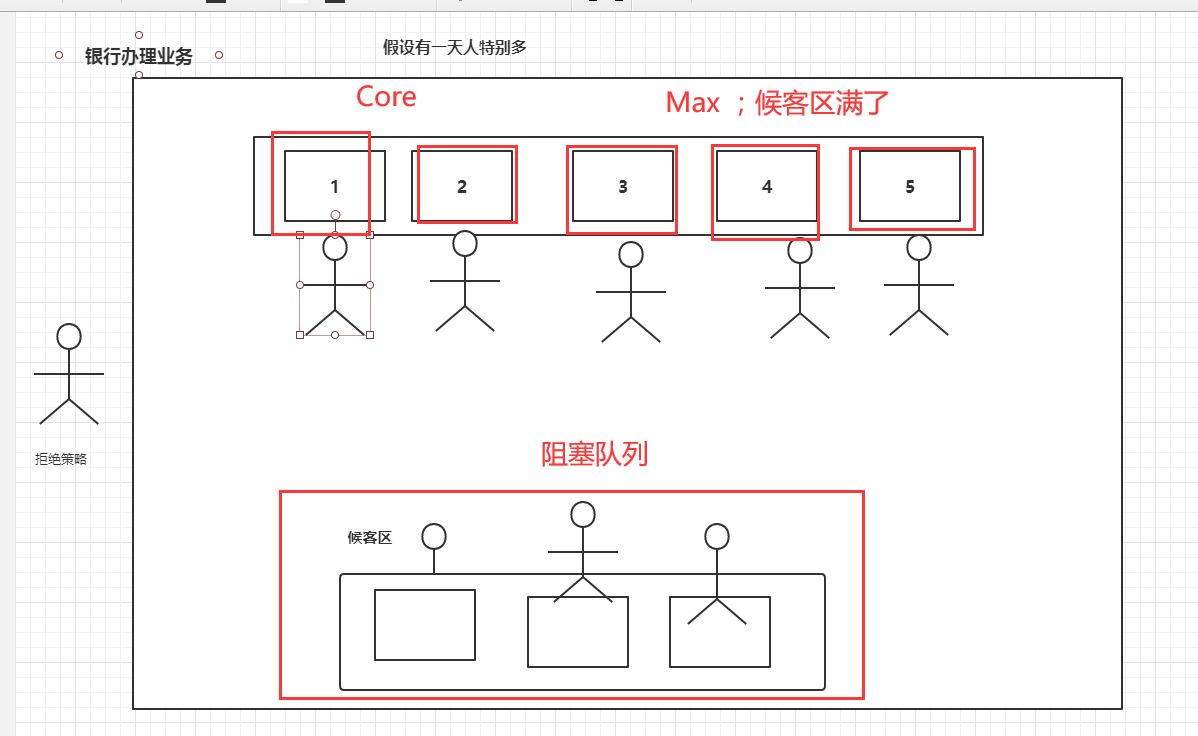 银行办理业务
假设有一天人特别多
Core
Max ；候客区满了
1
2
3
4
5
拒绝策略
阻塞队列
候客区